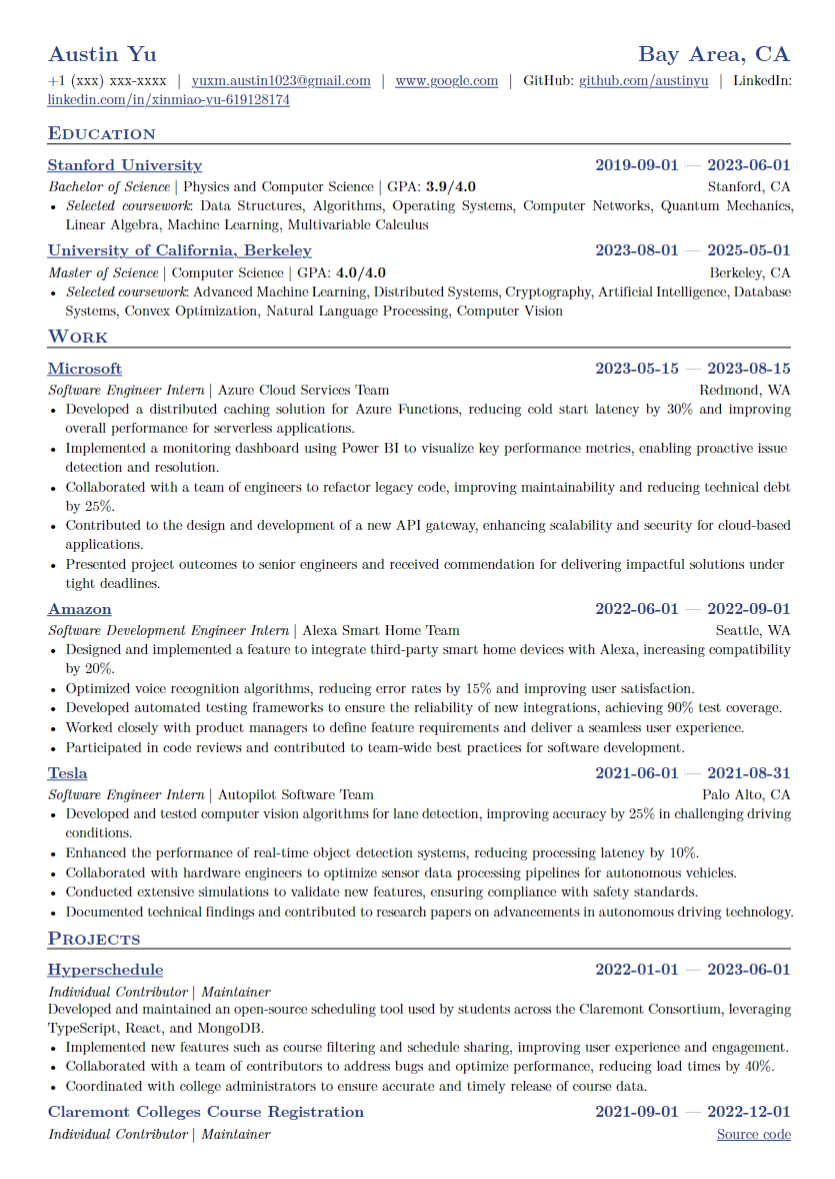 Austin Yu Bay Area, CA
+1 (xxx) xxx-xxxx | yuxm.austin1023@gmail.com | www.google.com | GitHub: github.com/austinyu | LinkedIn:
linkedin.com/in/xinmiao-yu-619128174
Education
Stanford University 2019-09-01 — 2023-06-01
Bachelor of Science | Physics and Computer Science | GPA: 3.9/4.0 Stanford, CA
• Selected coursework: Data Structures, Algorithms, Operating Systems, Computer Networks, Quantum Mechanics,
Linear Algebra, Machine Learning, Multivariable Calculus
University of California, Berkeley 2023-08-01 — 2025-05-01
Master of Science | Computer Science | GPA: 4.0/4.0 Berkeley, CA
• Selected coursework: Advanced Machine Learning, Distributed Systems, Cryptography, Artificial Intelligence, Database
Systems, Convex Optimization, Natural Language Processing, Computer Vision
Work
Microsoft 2023-05-15 — 2023-08-15
Software Engineer Intern | Azure Cloud Services Team Redmond, WA
• Developed a distributed caching solution for Azure Functions, reducing cold start latency by 30% and improving
overall performance for serverless applications.
• Implemented a monitoring dashboard using Power BI to visualize key performance metrics, enabling proactive issue
detection and resolution.
• Collaborated with a team of engineers to refactor legacy code, improving maintainability and reducing technical debt
by 25%.
• Contributed to the design and development of a new API gateway, enhancing scalability and security for cloud-based
applications.
• Presented project outcomes to senior engineers and received commendation for delivering impactful solutions under
tight deadlines.
Amazon 2022-06-01 — 2022-09-01
Software Development Engineer Intern | Alexa Smart Home Team Seattle, WA
• Designed and implemented a feature to integrate third-party smart home devices with Alexa, increasing compatibility
by 20%.
• Optimized voice recognition algorithms, reducing error rates by 15% and improving user satisfaction.
• Developed automated testing frameworks to ensure the reliability of new integrations, achieving 90% test coverage.
• Worked closely with product managers to define feature requirements and deliver a seamless user experience.
• Participated in code reviews and contributed to team-wide best practices for software development.
Tesla 2021-06-01 — 2021-08-31
Software Engineer Intern | Autopilot Software Team Palo Alto, CA
• Developed and tested computer vision algorithms for lane detection, improving accuracy by 25% in challenging driving
conditions.
• Enhanced the performance of real-time object detection systems, reducing processing latency by 10%.
• Collaborated with hardware engineers to optimize sensor data processing pipelines for autonomous vehicles.
• Conducted extensive simulations to validate new features, ensuring compliance with safety standards.
• Documented technical findings and contributed to research papers on advancements in autonomous driving technology.
Projects
Hyperschedule 2022-01-01 — 2023-06-01
Individual Contributor | Maintainer
Developed and maintained an open-source scheduling tool used by students across the Claremont Consortium, leveraging
TypeScript, React, and MongoDB.
• Implemented new features such as course filtering and schedule sharing, improving user experience and engagement.
• Collaborated with a team of contributors to address bugs and optimize performance, reducing load times by 40%.
• Coordinated with college administrators to ensure accurate and timely release of course data.
Claremont Colleges Course Registration 2021-09-01 — 2022-12-01
Individual Contributor | Maintainer Source code